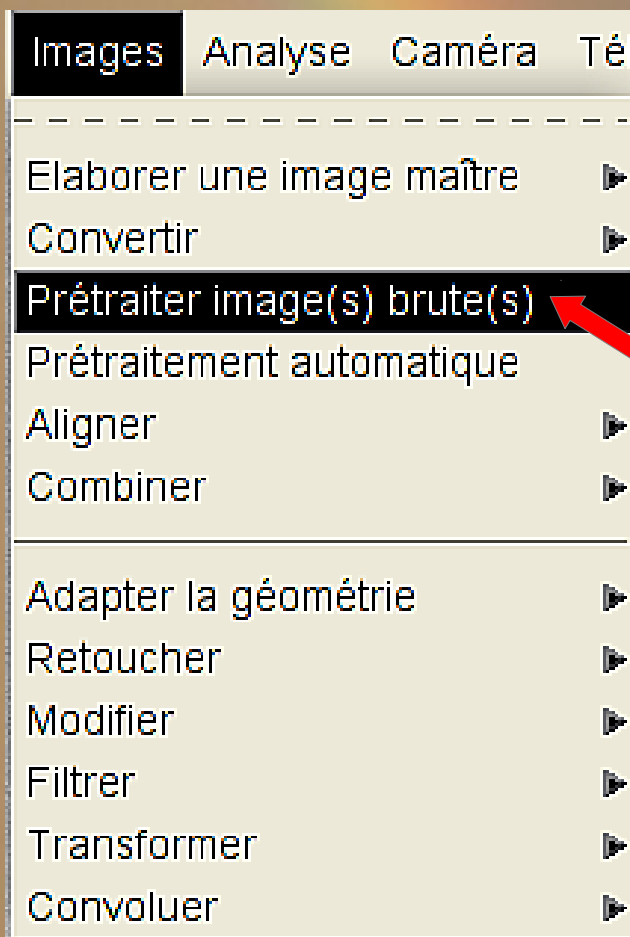 Images Analyse Caméra Té
Elaborer une image maître
Convertir
Prétraiter image(s) brute(s)
Prétraitement automatique
Aligner
Combiner
Adapter la géométrie
Retoucher
Modifier
Filtrer
Transformer
Convoluer